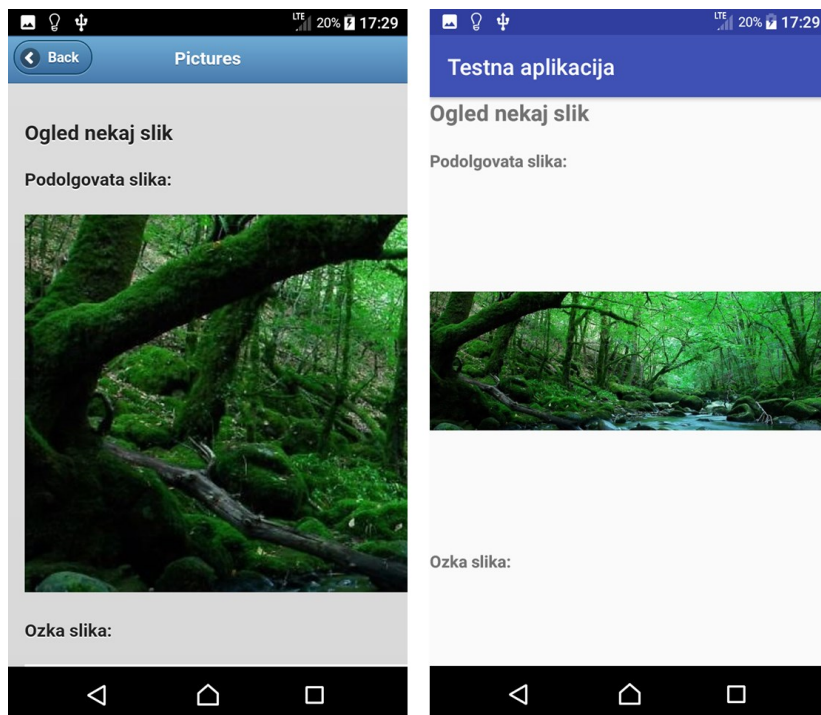 LTE 20% 17:29
Back Pictures
Ogled nekaj slik
Podolgovata slika:
Ozka slika:
LTE 20% 17:29
Testna aplikacija
Ogled nekaj slik
Podolgovata slika:
Ozka slika: